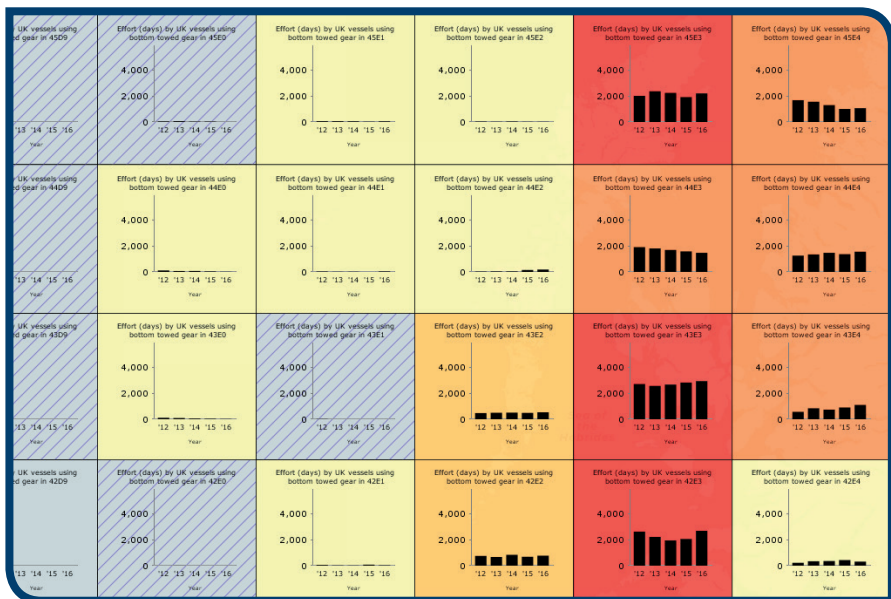 UK vessels using
gear in 45D9
'13 '14 '15 '16
Year
Effort (days) by UK vessels using
bottom towed gear in 45E0
4,000
2,000
0
'12 '13 '14 '15 '16
Year
Effort (days) by UK vessels using
bottom towed gear in 45E1
4,000
2,000
0
'12 '13 '14 '15 '16
Year
Effort (days) by UK vessels using
bottom towed gear in 45E2
4,000
2,000
0
'12 '13 '14 '15 '16
Year
Effort (days) by UK vessels using
bottom towed gear in 45E3
4,000
2,000
0
'12 '13 '14 '15 '16
Year
Effort (days) by UK vessels using
bottom towed gear in 45E4
4,000
2,000
0
'12 '13 '14 '15 '16
Year
UK vessels using
gear in 44D9
'13 '14 '15 '16
Year
Effort (days) by UK vessels using
bottom towed gear in 44E0
4,000
2,000
0
'12 '13 '14 '15 '16
Year
Effort (days) by UK vessels using
bottom towed gear in 44E1
4,000
2,000
0
'12 '13 '14 '15 '16
Year
Effort (days) by UK vessels using
bottom towed gear in 44E2
4,000
2,000
0
'12 '13 '14 '15 '16
Year
Effort (days) by UK vessels using
bottom towed gear in 44E3
4,000
2,000
0
'12 '13 '14 '15 '16
Year
Effort (days) by UK vessels using
bottom towed gear in 44E4
4,000
2,000
0
'12 '13 '14 '15 '16
Year
UK vessels using
gear in 43D9
'13 '14 '15 '16
Year
Effort (days) by UK vessels using
bottom towed gear in 43E0
4,000
2,000
0
'12 '13 '14 '15 '16
Year
Effort (days) by UK vessels using
bottom towed gear in 43E1
4,000
2,000
0
'12 '13 '14 '15 '16
Year
Effort (days) by UK vessels using
bottom towed gear in 43E2
4,000
2,000
0
'12 '13 '14 '15 '16
Year
Effort (days) by UK vessels using
bottom towed gear in 43E3
4,000
2,000
0
'12 '13 '14 '15 '16
Year
Effort (days) by UK vessels using
bottom towed gear in 43E4
4,000
2,000
0
'12 '13 '14 '15 '16
Year
UK vessels using
gear in 42D9
'13 '14 '15 '16
Year
Effort (days) by UK vessels using
bottom towed gear in 42E0
4,000
2,000
0
'12 '13 '14 '15 '16
Year
Effort (days) by UK vessels using
bottom towed gear in 42E1
4,000
2,000
0
'12 '13 '14 '15 '16
Year
Effort (days) by UK vessels using
bottom towed gear in 42E2
4,000
2,000
0
'12 '13 '14 '15 '16
Year
Effort (days) by UK vessels using
bottom towed gear in 42E3
4,000
2,000
0
'12 '13 '14 '15 '16
Year
Effort (days) by UK vessels using
bottom towed gear in 42E4
4,000
2,000
0
'12 '13 '14 '15 '16
Year